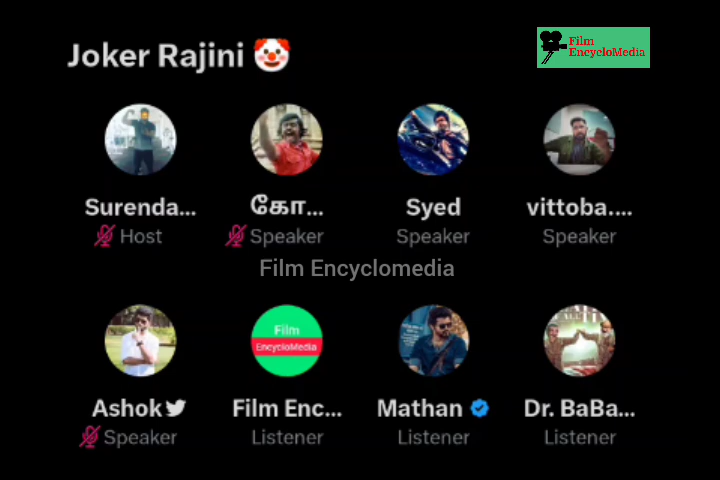 Joker Rajini 🤡
Film
EncycloMedia
Surenda... கோ... Syed vittoba....
Host Speaker Speaker Speaker
Film Encyclomedia
Film
EncycloMedia
Ashok Film Enc... Mathan Dr. BaBa...
Speaker Listener Listener Listener